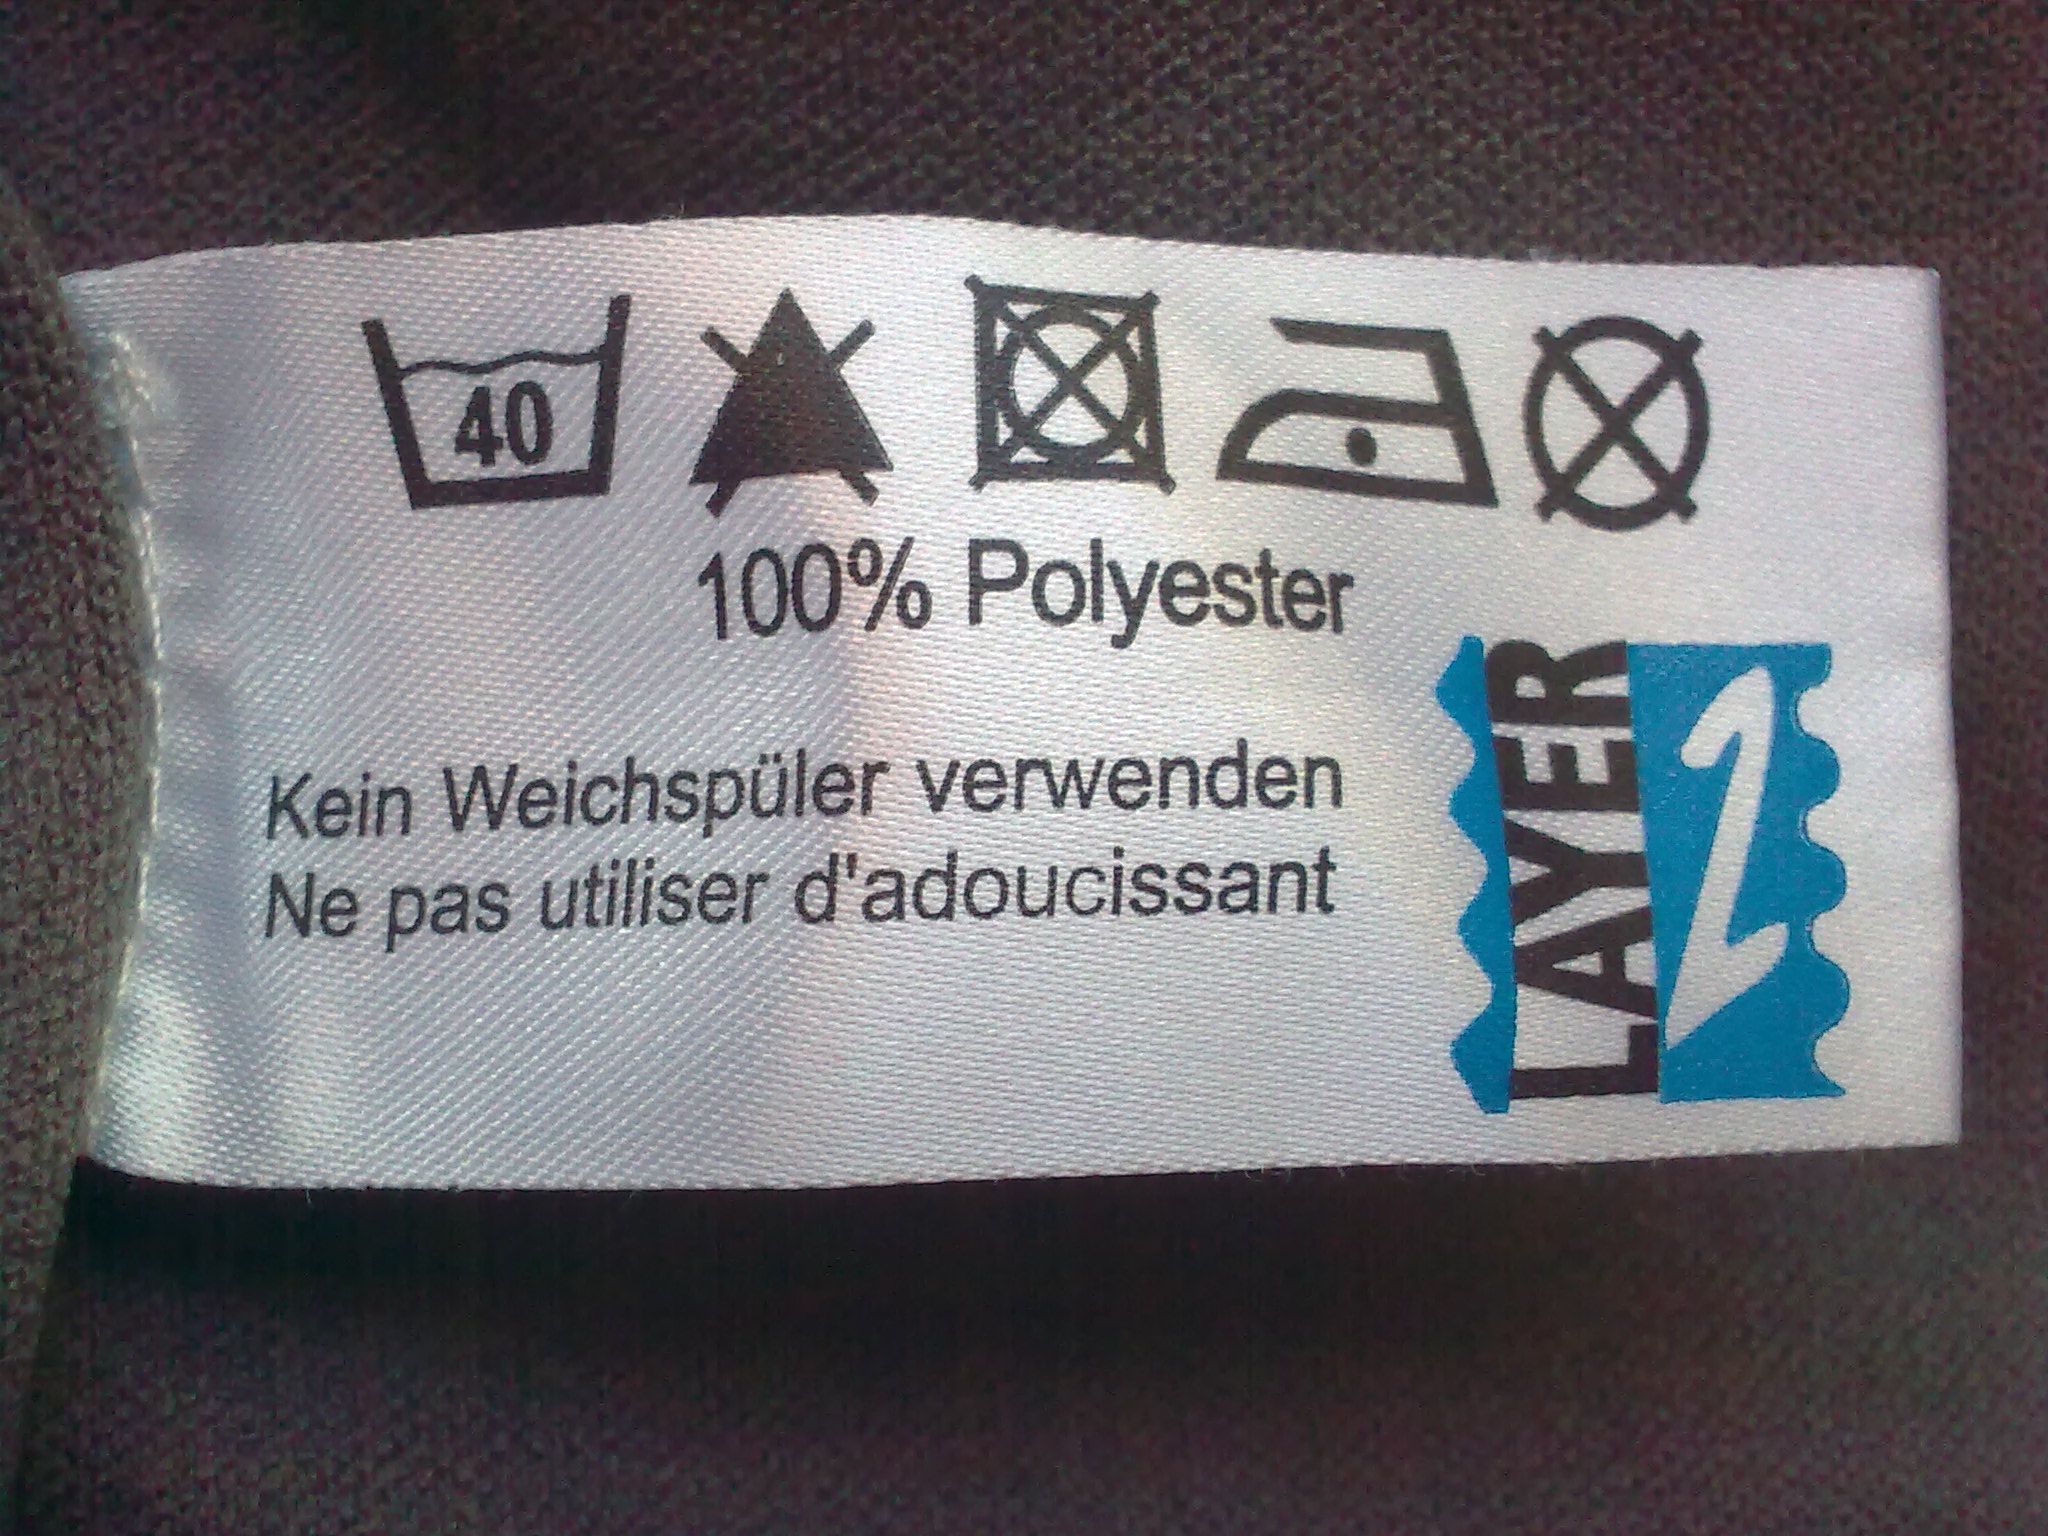 40
100% Polyester
Kein Weichspüler verwenden
Ne pas utiliser d'adoucissant
LAYER 2